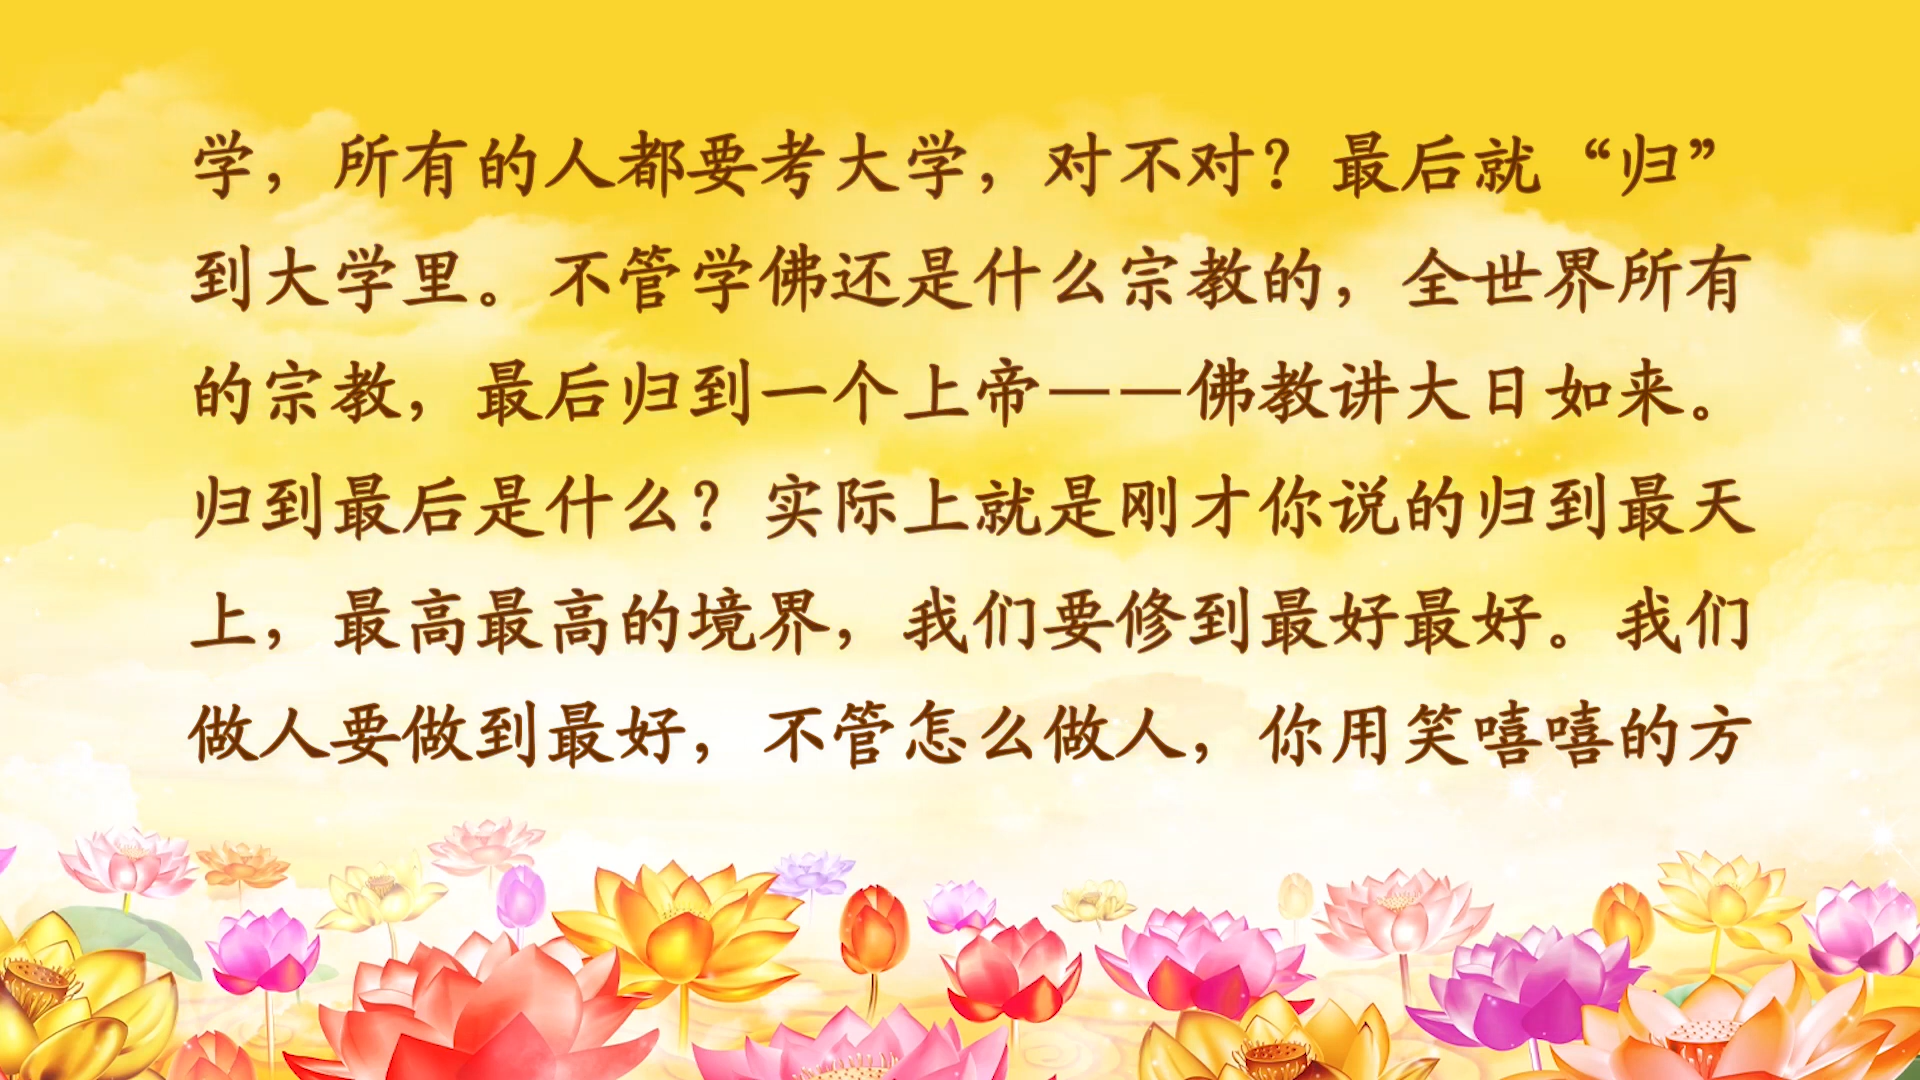 学，所有的人都要考大学，对不对？最后就“归”
到大学里。不管学佛还是什么宗教的，全世界所有
的宗教，最后归到一个上帝——佛教讲大日如来。
归到最后是什么？实际上就是刚才你说的归到最天
上，最高最高的境界，我们要修到最好最好。我们
做人要做到最好，不管怎么做人，你用笑嘻嘻的方